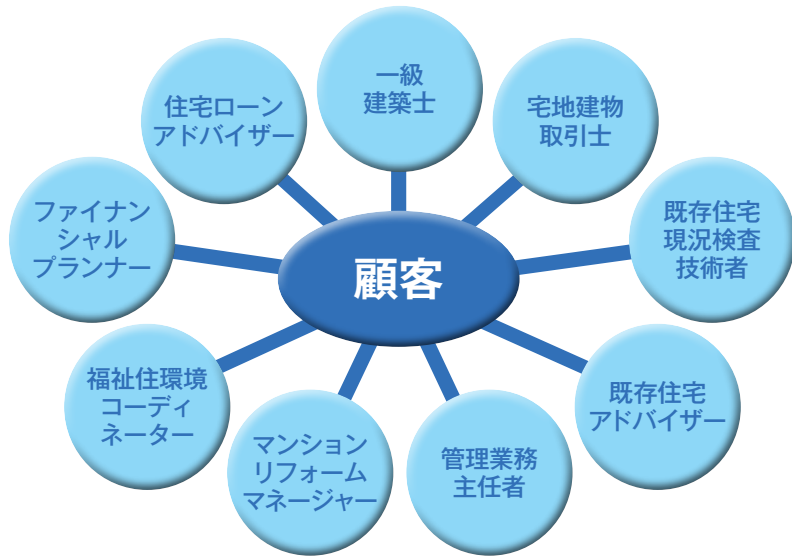 一級
建築士
宅地建物
取引士
既存住宅
現況検査
技術者
既存住宅
アドバイザー
管理業務
主任者
マンション
リフォーム
マネージャー
福祉住環境
コーディ
ネーター
ファイナン
シャル
プランナー
住宅ローン
アドバイザー
顧客